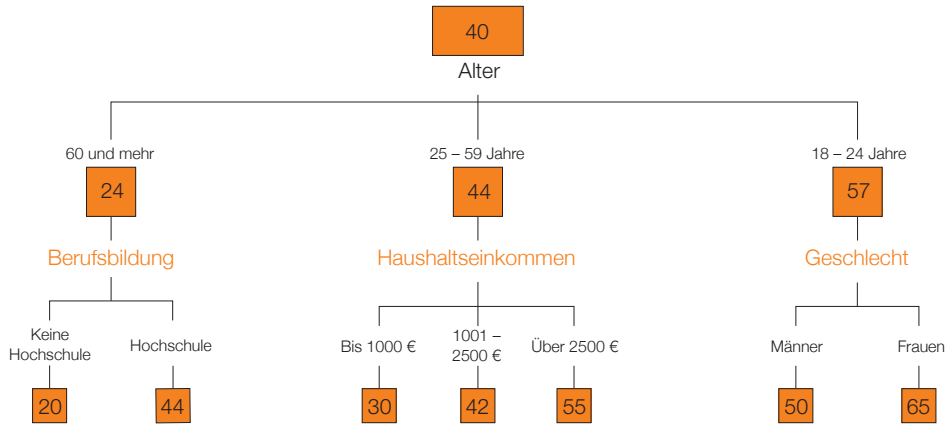 40
Alter
60 und mehr
25 – 59 Jahre
18 – 24 Jahre
24
44
57
Berufsbildung
Haushaltseinkommen
Geschlecht
Keine
Hochschule
Hochschule
Bis 1000 €
1001 –
2500 €
Über 2500 €
Männer
Frauen
20
44
30
42
55
50
65